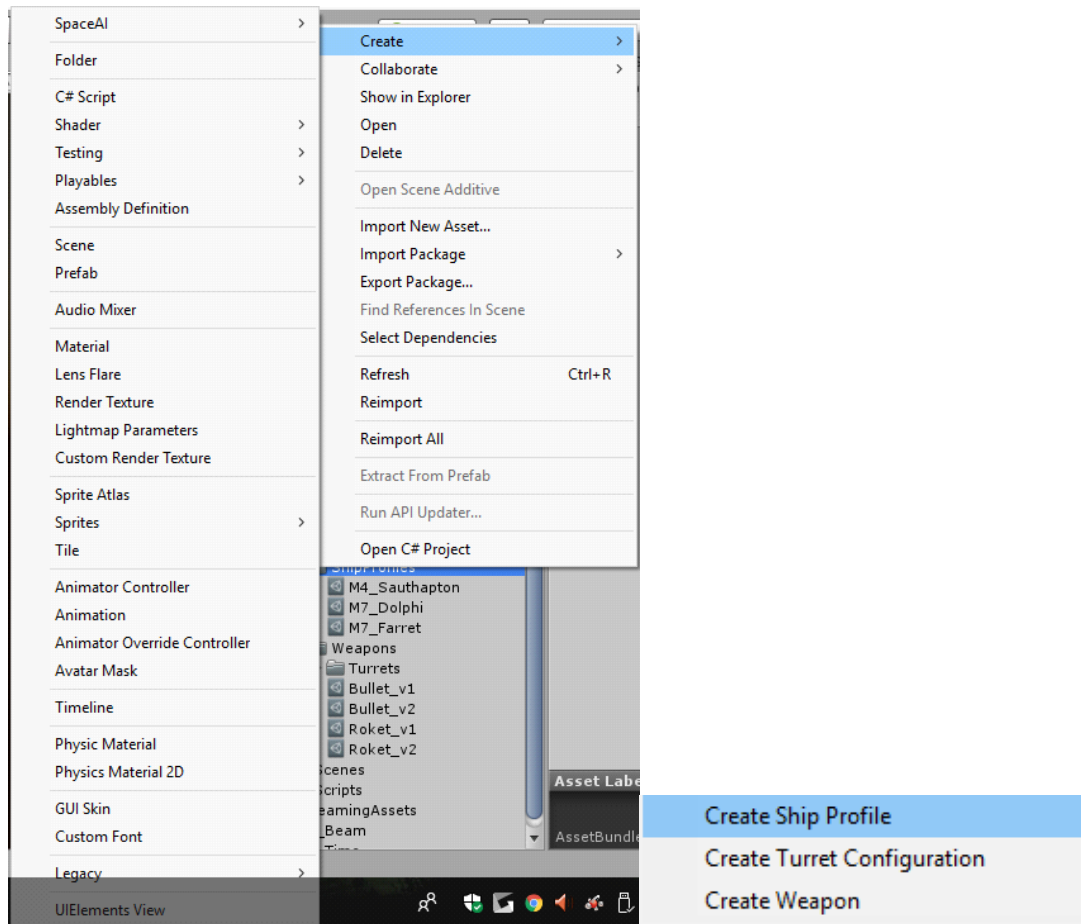 SpaceAI
Folder
C# Script
Shader
Testing
Playables
Assembly Definition
Scene
Prefab
Audio Mixer
Material
Lens Flare
Render Texture
Lightmap Parameters
Custom Render Texture
Sprite Atlas
Sprites
Tile
Animator Controller
Animation
Animator Override Controller
Avatar Mask
Timeline
Physic Material
Physics Material 2D
GUI Skin
Custom Font
Legacy
UIElements View
Create
Collaborate
Show in Explorer
Open
Delete
Open Scene Additive
Import New Asset...
Import Package
Export Package...
Find References In Scene
Select Dependencies
Refresh Ctrl+R
Reimport
Reimport All
Extract From Prefab
Run API Updater...
Open C# Project
ShipProfiles
M4_Sauthapton
M7_Dolphi
M7_Farret
Weapons
Turrets
Bullet_v1
Bullet_v2
Roket_v1
Roket_v2
cenes
cripts
eamingAssets
_Beam
Asset Labe
AssetBundle
Create Ship Profile
Create Turret Configuration
Create Weapon